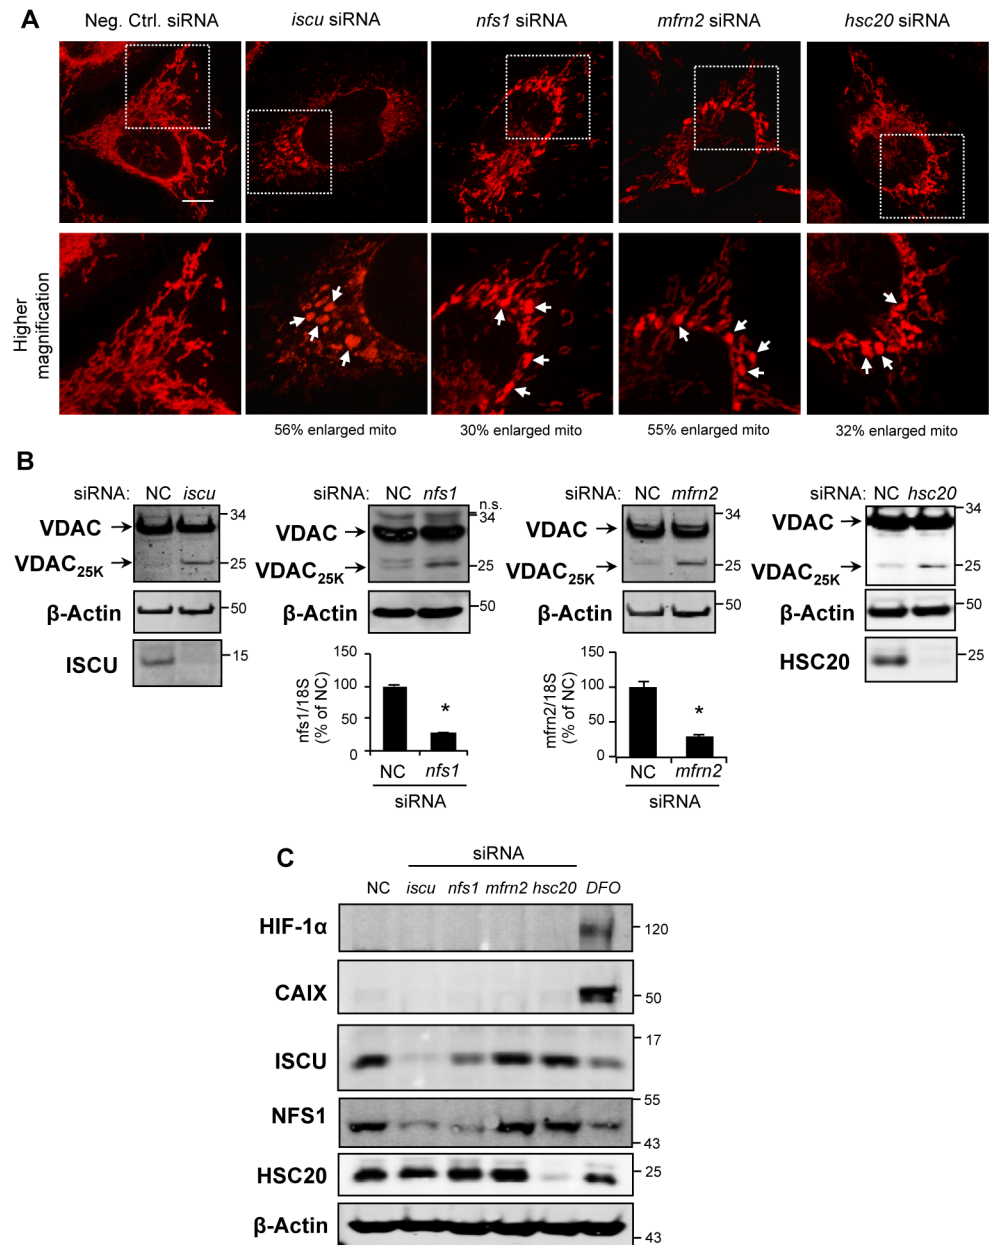 A
Neg. Ctrl. siRNA iscu siRNA nfs1 siRNA mfrn2 siRNA hsc20 siRNA
Higher
magnification
56% enlarged mito 30% enlarged mito 55% enlarged mito 32% enlarged mito
B
siRNA: NC iscu
VDAC
34
VDAC25K
25
β-Actin
50
ISCU
15
siRNA: NC nfs1
n.s.
34
VDAC
VDAC25K
25
β-Actin
50
nfs1/18S
(% of NC)
150
100
50
0
*
NC nfs1
siRNA
siRNA: NC mfrn2
34
VDAC
VDAC25K
25
β-Actin
50
mfrn2/18S
(% of NC)
150
100
50
0
*
NC mfrn2
siRNA
siRNA: NC hsc20
34
VDAC
VDAC25K
25
β-Actin
50
HSC20
25
C
siRNA
NC iscu nfs1 mfrn2 hsc20 DFO
HIF-1α
120
CAIX
50
ISCU
17
NFS1
55
43
HSC20
25
β-Actin
43